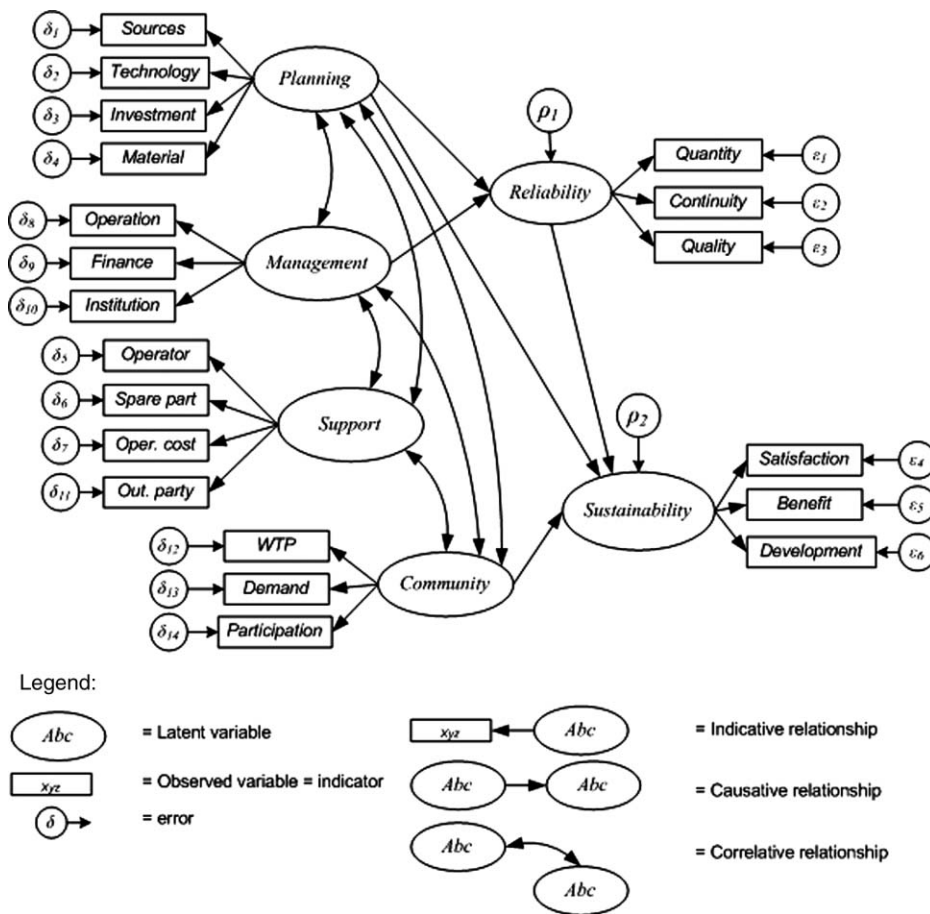 δ1 Sources
δ2 Technology
δ3 Investment
δ4 Material
Planning
δ8 Operation
δ9 Finance
δ10 Institution
Management
δ5 Operator
δ6 Spare part
δ7 Oper. cost
δ11 Out. party
Support
δ12 WTP
δ13 Demand
δ14 Participation
Community
ρ1
Reliability
Quantity ε1
Continuity ε2
Quality ε3
ρ2
Sustainability
Satisfaction ε4
Benefit ε5
Development ε6
Legend:
Abc = Latent variable
xyz = Observed variable = indicator
δ = error
xyz Abc = Indicative relationship
Abc Abc = Causative relationship
Abc Abc = Correlative relationship